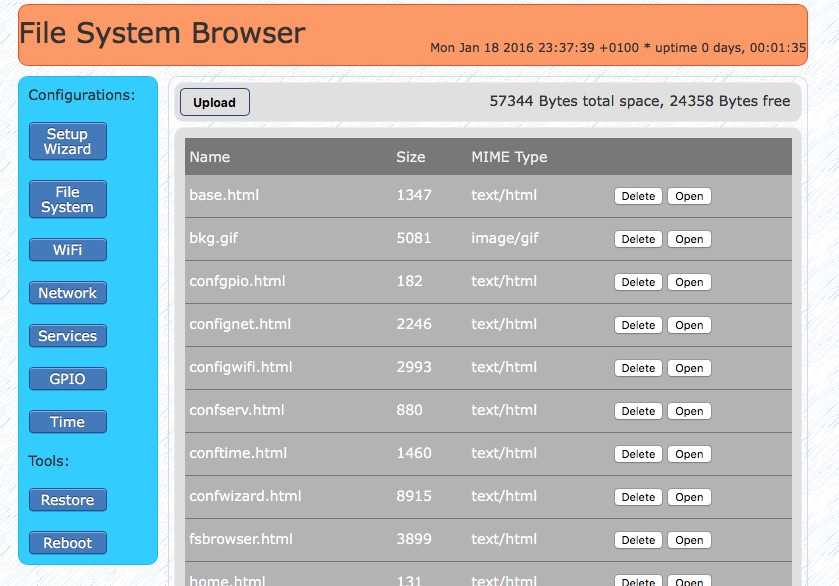 File System Browser
Mon Jan 18 2016 23:37:39 +0100 * uptime 0 days, 00:01:35
Configurations:
Setup
Wizard
File
System
WiFi
Network
Services
GPIO
Time
Tools:
Restore
Reboot
Upload 57344 Bytes total space, 24358 Bytes free
Name Size MIME Type
base.html 1347 text/html Delete Open
bkg.gif 5081 image/gif Delete Open
confgpio.html 182 text/html Delete Open
confignet.html 2246 text/html Delete Open
configwifi.html 2993 text/html Delete Open
confserv.html 880 text/html Delete Open
conftime.html 1460 text/html Delete Open
confwizard.html 8915 text/html Delete Open
fsbrowser.html 3899 text/html Delete Open
home.html 131 text/html Delete Open